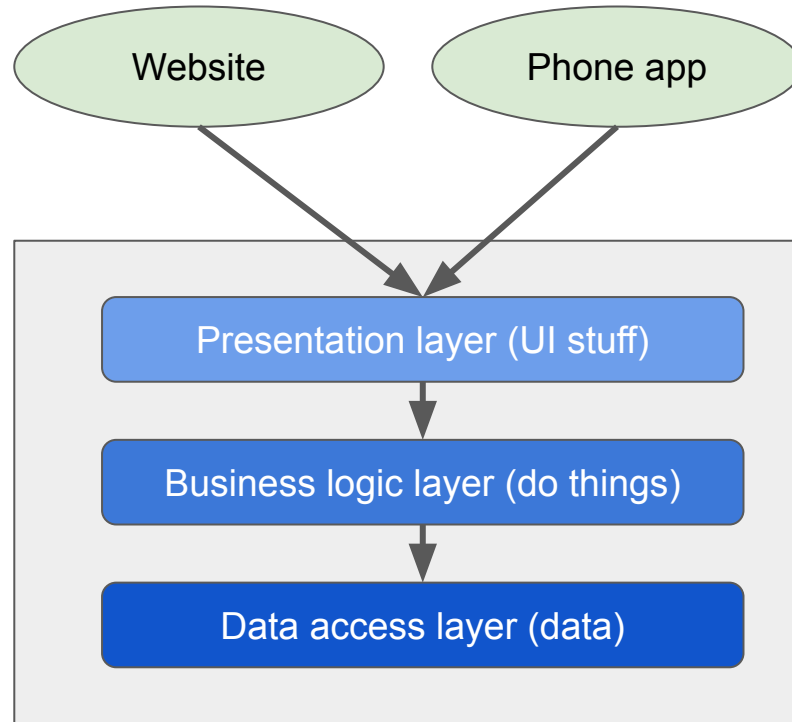 Website
Phone app
Presentation layer (UI stuff)
Business logic layer (do things)
Data access layer (data)